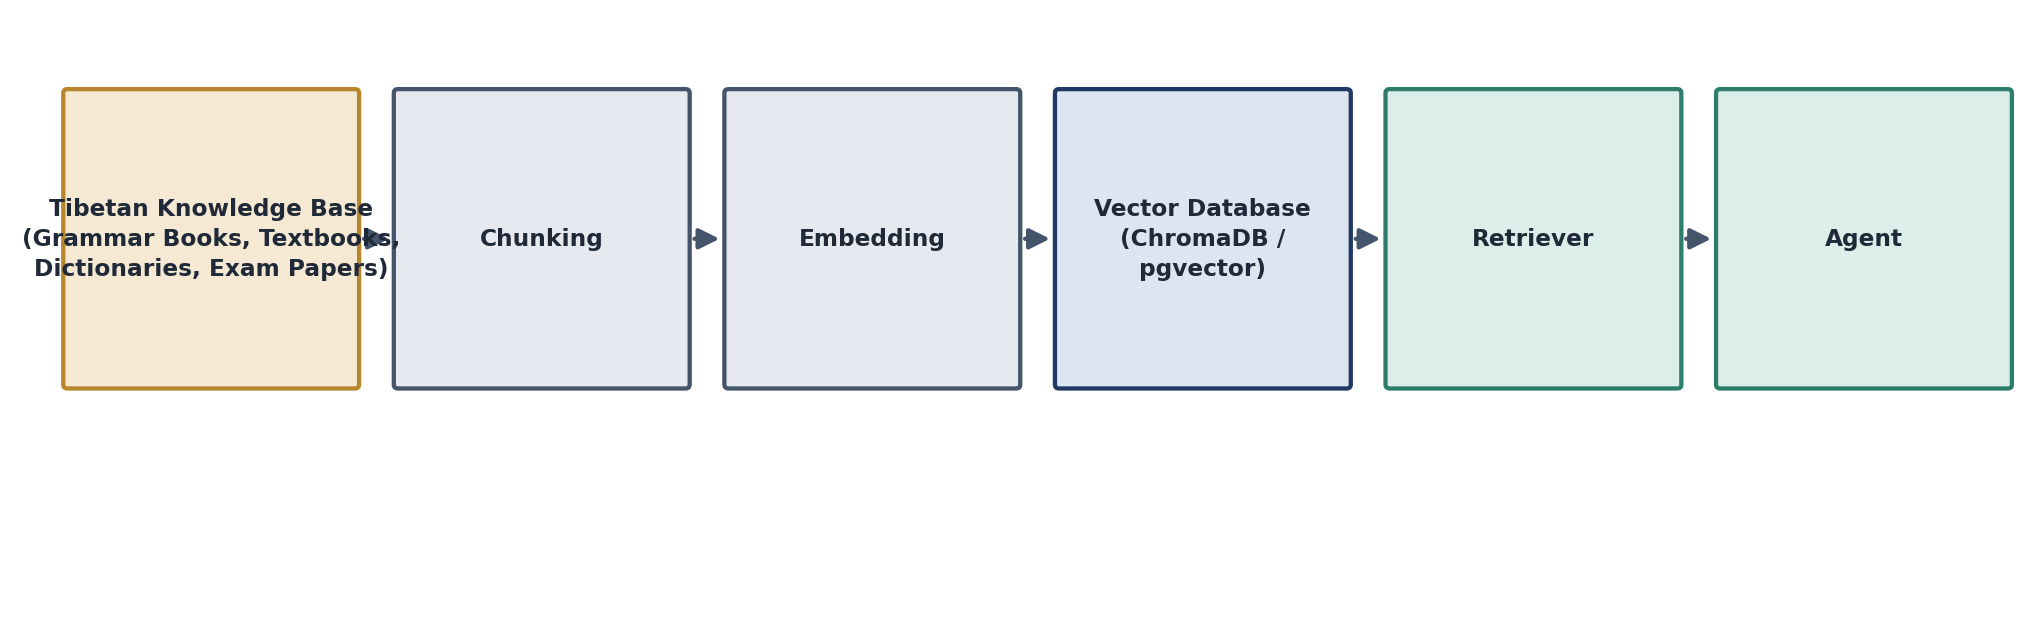 Tibetan Knowledge Base
(Grammar Books, Textbooks,
Dictionaries, Exam Papers)
Chunking
Embedding
Vector Database
(ChromaDB /
pgvector)
Retriever
Agent